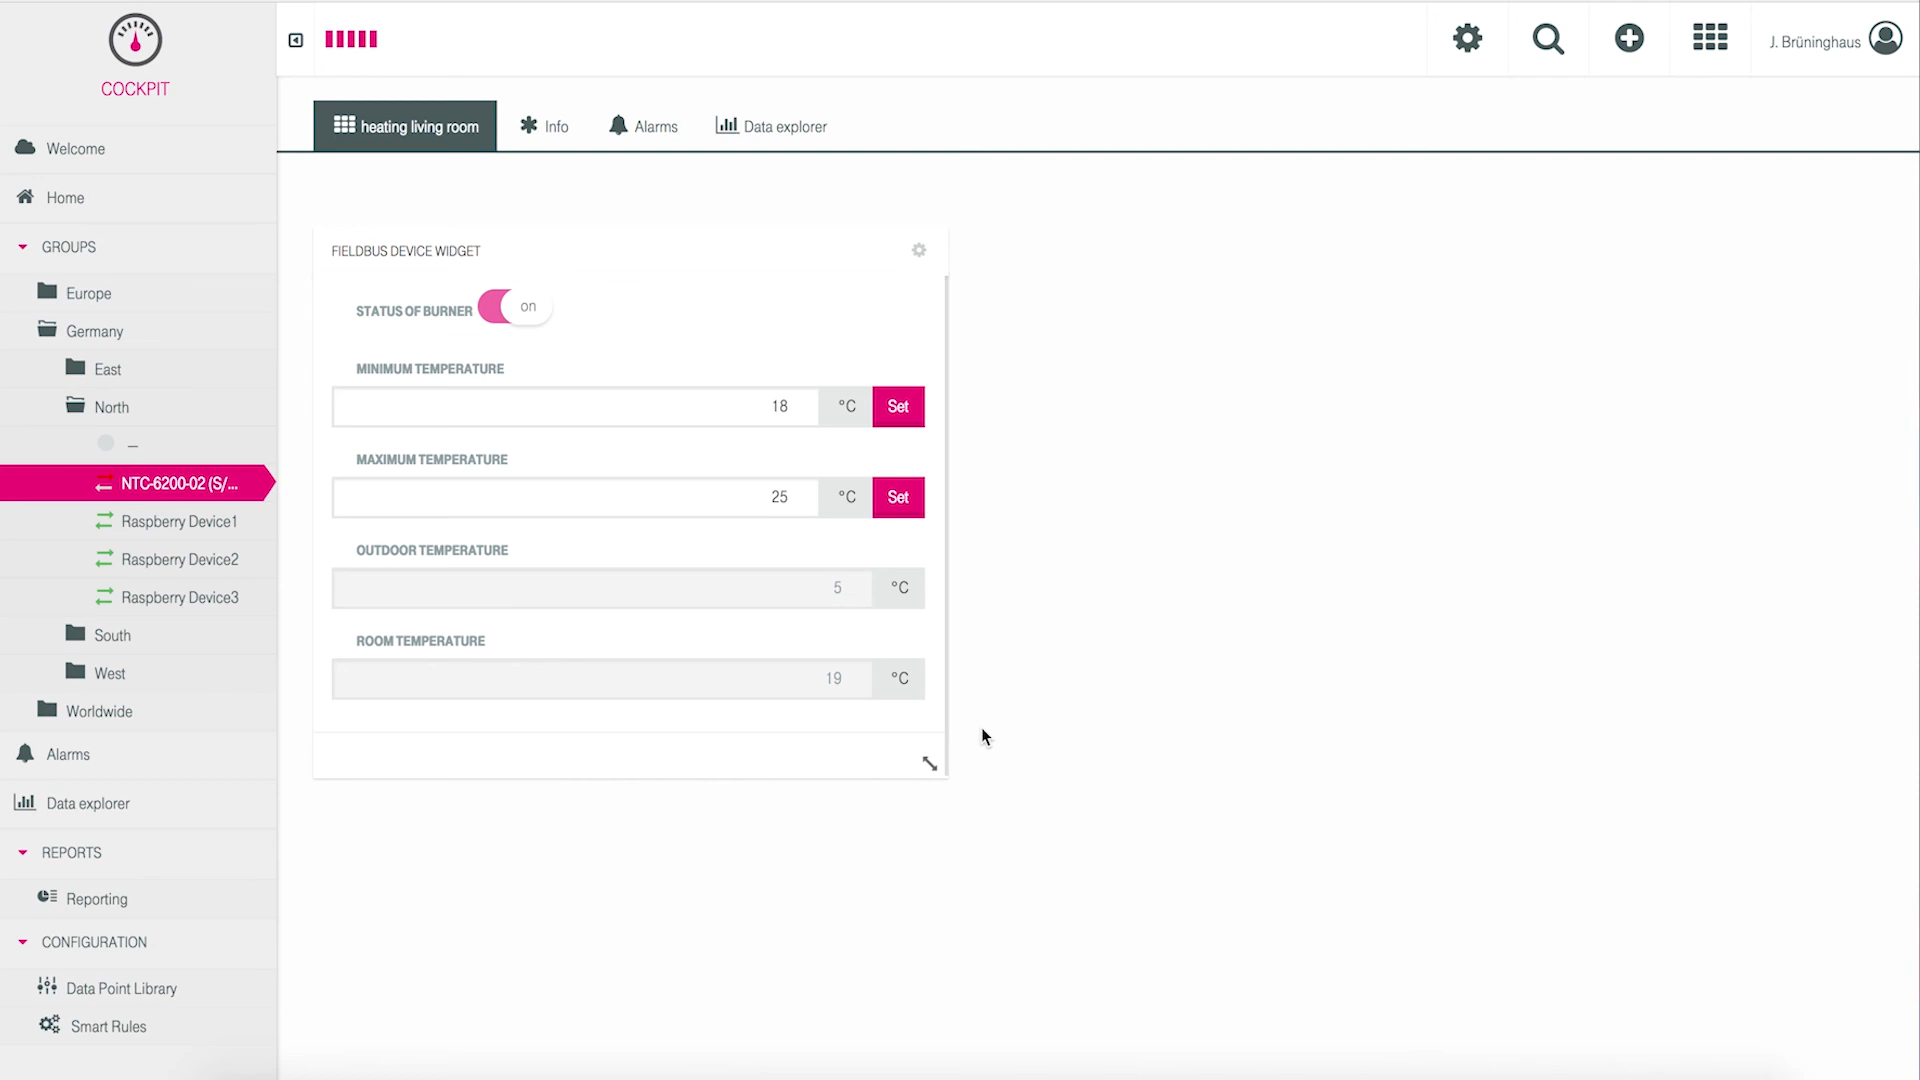 COCKPIT
J. Brüninghaus
heating living room
Info
Alarms
Data explorer
Welcome
Home
GROUPS
Europe
Germany
East
North
_
NTC-6200-02 (S/...
Raspberry Device1
Raspberry Device2
Raspberry Device3
South
West
Worldwide
Alarms
Data explorer
REPORTS
Reporting
CONFIGURATION
Data Point Library
Smart Rules
FIELDBUS DEVICE WIDGET
STATUS OF BURNER on
MINIMUM TEMPERATURE
18 °C Set
MAXIMUM TEMPERATURE
25 °C Set
OUTDOOR TEMPERATURE
5 °C
ROOM TEMPERATURE
19 °C